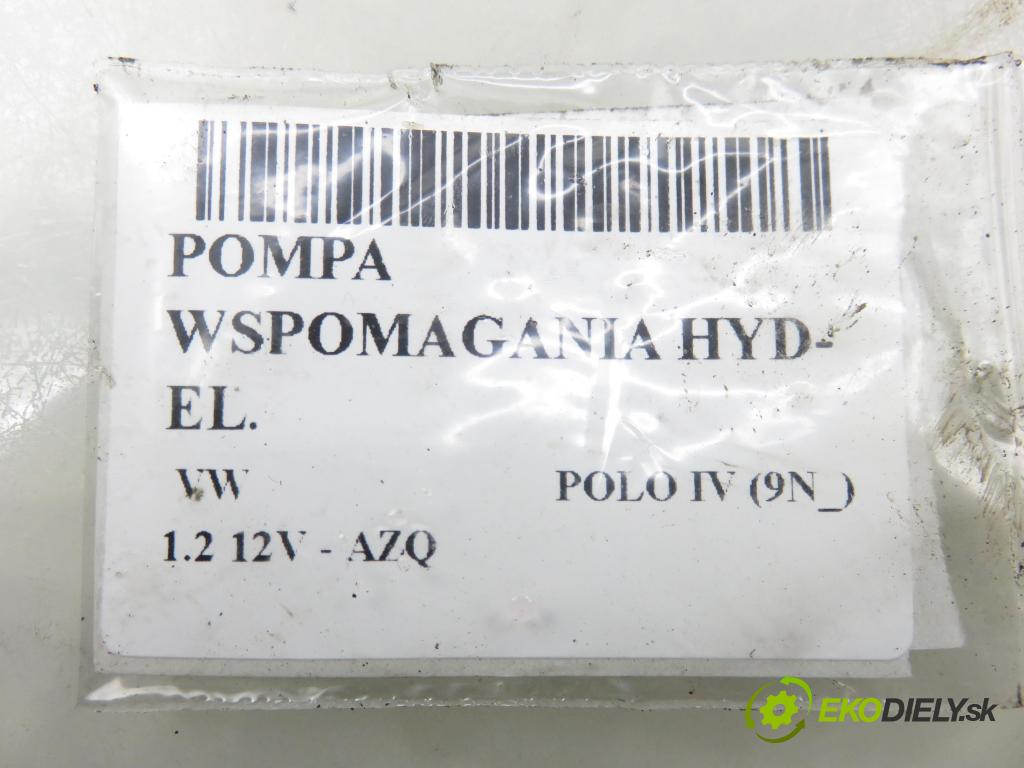 POMPA
WSPOMAGANIA HYD-
EL.
VW POLO IV (9N_)
1.2 12V - AZQ
EKODIELY.sk